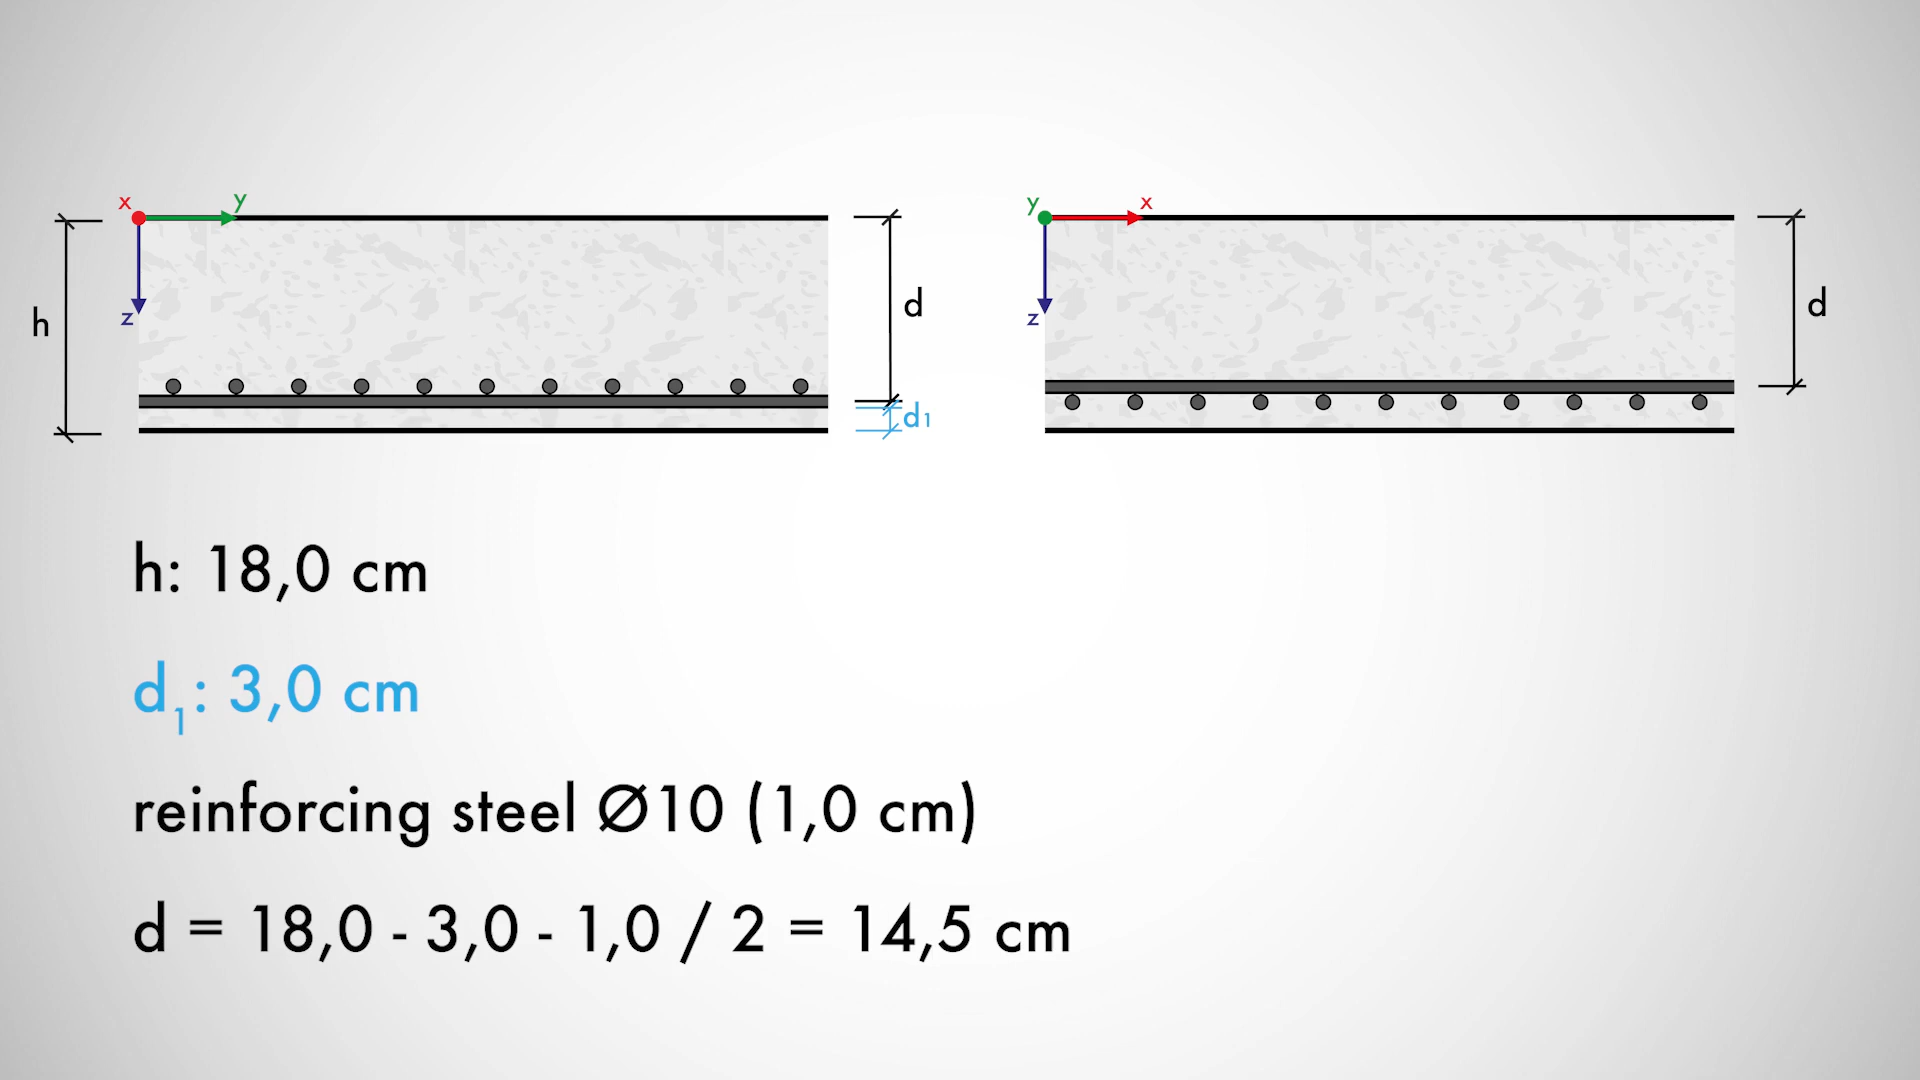 x y
y x
h
z
d
d1
z
d
h: 18,0 cm
d1: 3,0 cm
reinforcing steel Ø10 (1,0 cm)
d = 18,0 - 3,0 - 1,0 / 2 = 14,5 cm